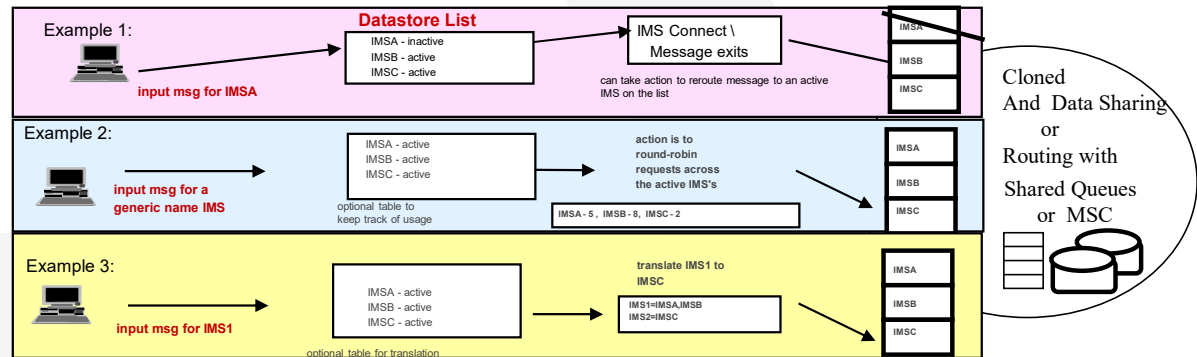 Example 1:
Datastore List
IMSA - inactive
IMSB - active
IMSC - active
input msg for IMSA
IMS Connect \
Message exits
can take action to reroute message to an active
IMS on the list
IMSA
IMSB
IMSC
Example 2:
input msg for a
generic name IMS
IMSA - active
IMSB - active
IMSC - active
optional table to
keep track of usage
action is to
round-robin
requests across
the active IMS's
IMSA - 5 , IMSB - 8, IMSC - 2
IMSA
IMSB
IMSC
Example 3:
input msg for IMS1
IMSA - active
IMSB - active
IMSC - active
optional table for translation
translate IMS1 to
IMSC
IMS1=IMSA,IMSB
IMS2=IMSC
IMSA
IMSB
IMSC
Cloned
And Data Sharing
or
Routing with
Shared Queues
or MSC